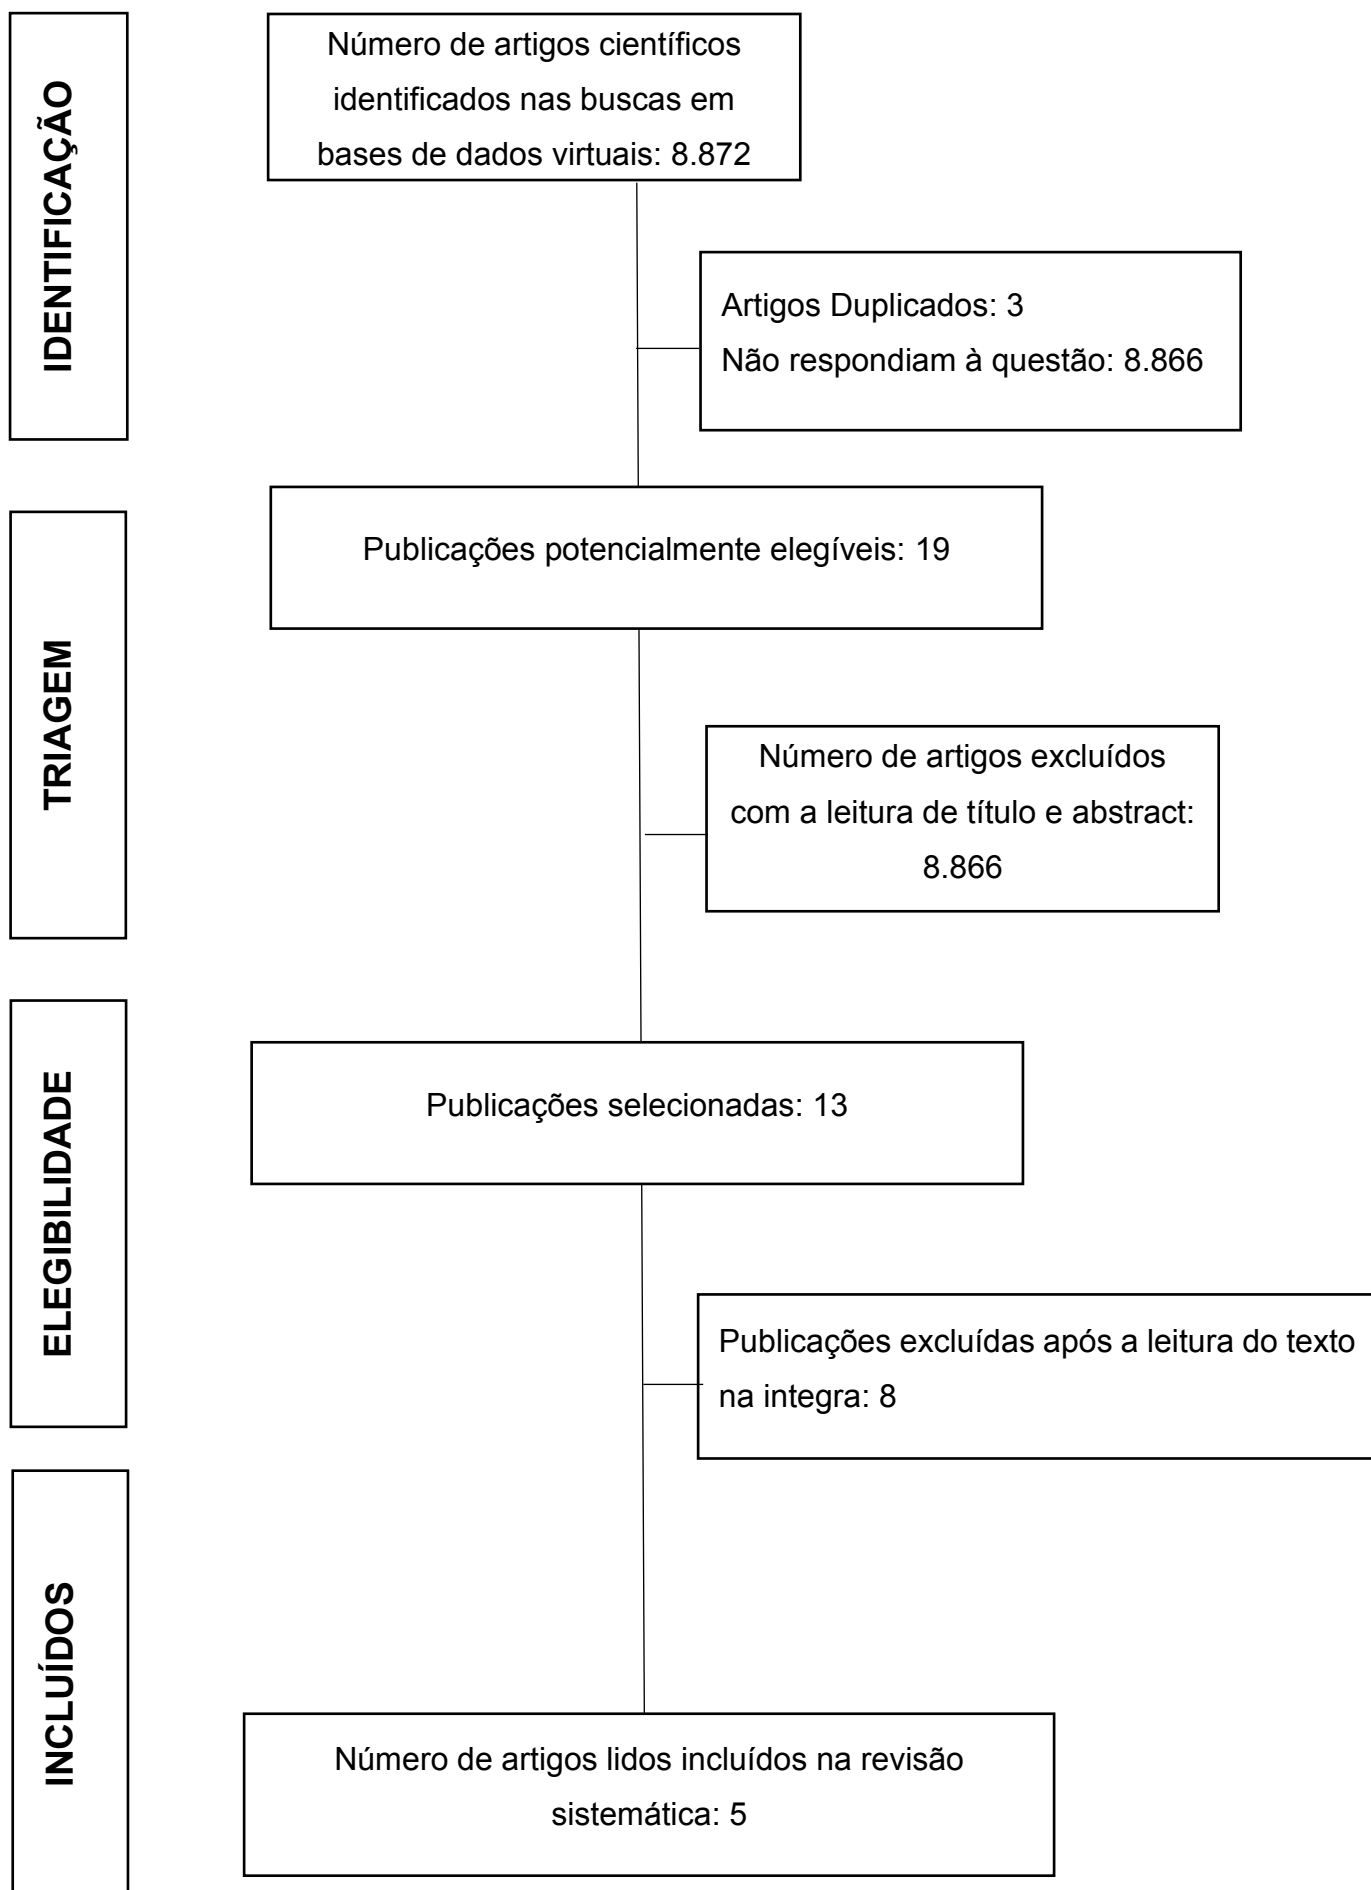 IDENTIFICAÇÃO
Número de artigos científicos
identificados nas buscas em
bases de dados virtuais: 8.872
Artigos Duplicados: 3
Não respondiam à questão: 8.866
TRIAGEM
Publicações potencialmente elegíveis: 19
Número de artigos excluídos
com a leitura de título e abstract:
8.866
ELEGIBILIDADE
Publicações selecionadas: 13
Publicações excluídas após a leitura do texto
na integra: 8
INCLUÍDOS
Número de artigos lidos incluídos na revisão
sistemática: 5